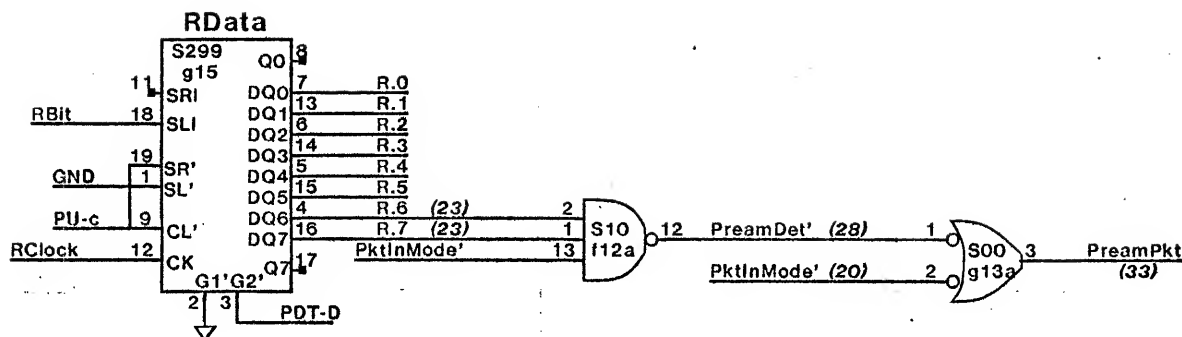 RData
S299
g15
Q0 8
11 SRI
DQ0 7 R.0
RBit 18 SLI
DQ1 13 R.1
DQ2 6 R.2
19 SR'
DQ3 14 R.3
GND 1 SL'
DQ4 5 R.4
DQ5 15 R.5
PU-c 9 CL'
DQ6 4 R.6 (23) 2
DQ7 16 R.7 (23) 1
S10
f12a
12 PreamDet' (28) 1
RClock 12 CK
Q7 17
PktInMode' 13
S00
g13a
3 PreamPkt
(33)
PktInMode' (20) 2
G1' G2'
2 3
PDT-D